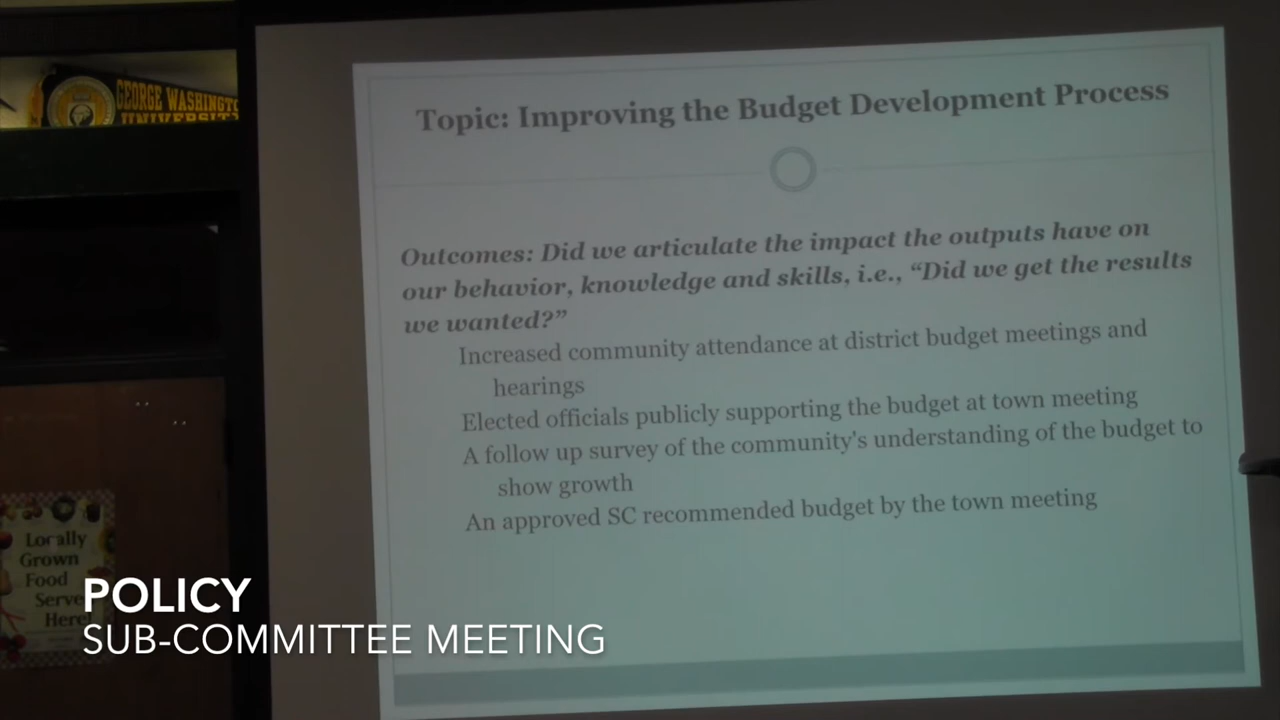 GEORGE WASHINGTO
UNIVERSITY
Topic: Improving the Budget Development Process
Outcomes: Did we articulate the impact the outputs have on
our behavior, knowledge and skills, i.e., “Did we get the results
we wanted?”
Increased community attendance at district budget meetings and
hearings
Elected officials publicly supporting the budget at town meeting
A follow up survey of the community's understanding of the budget to
show growth
An approved SC recommended budget by the town meeting
Locally
Grown
Food
Serve
Here!
POLICY
SUB-COMMITTEE MEETING